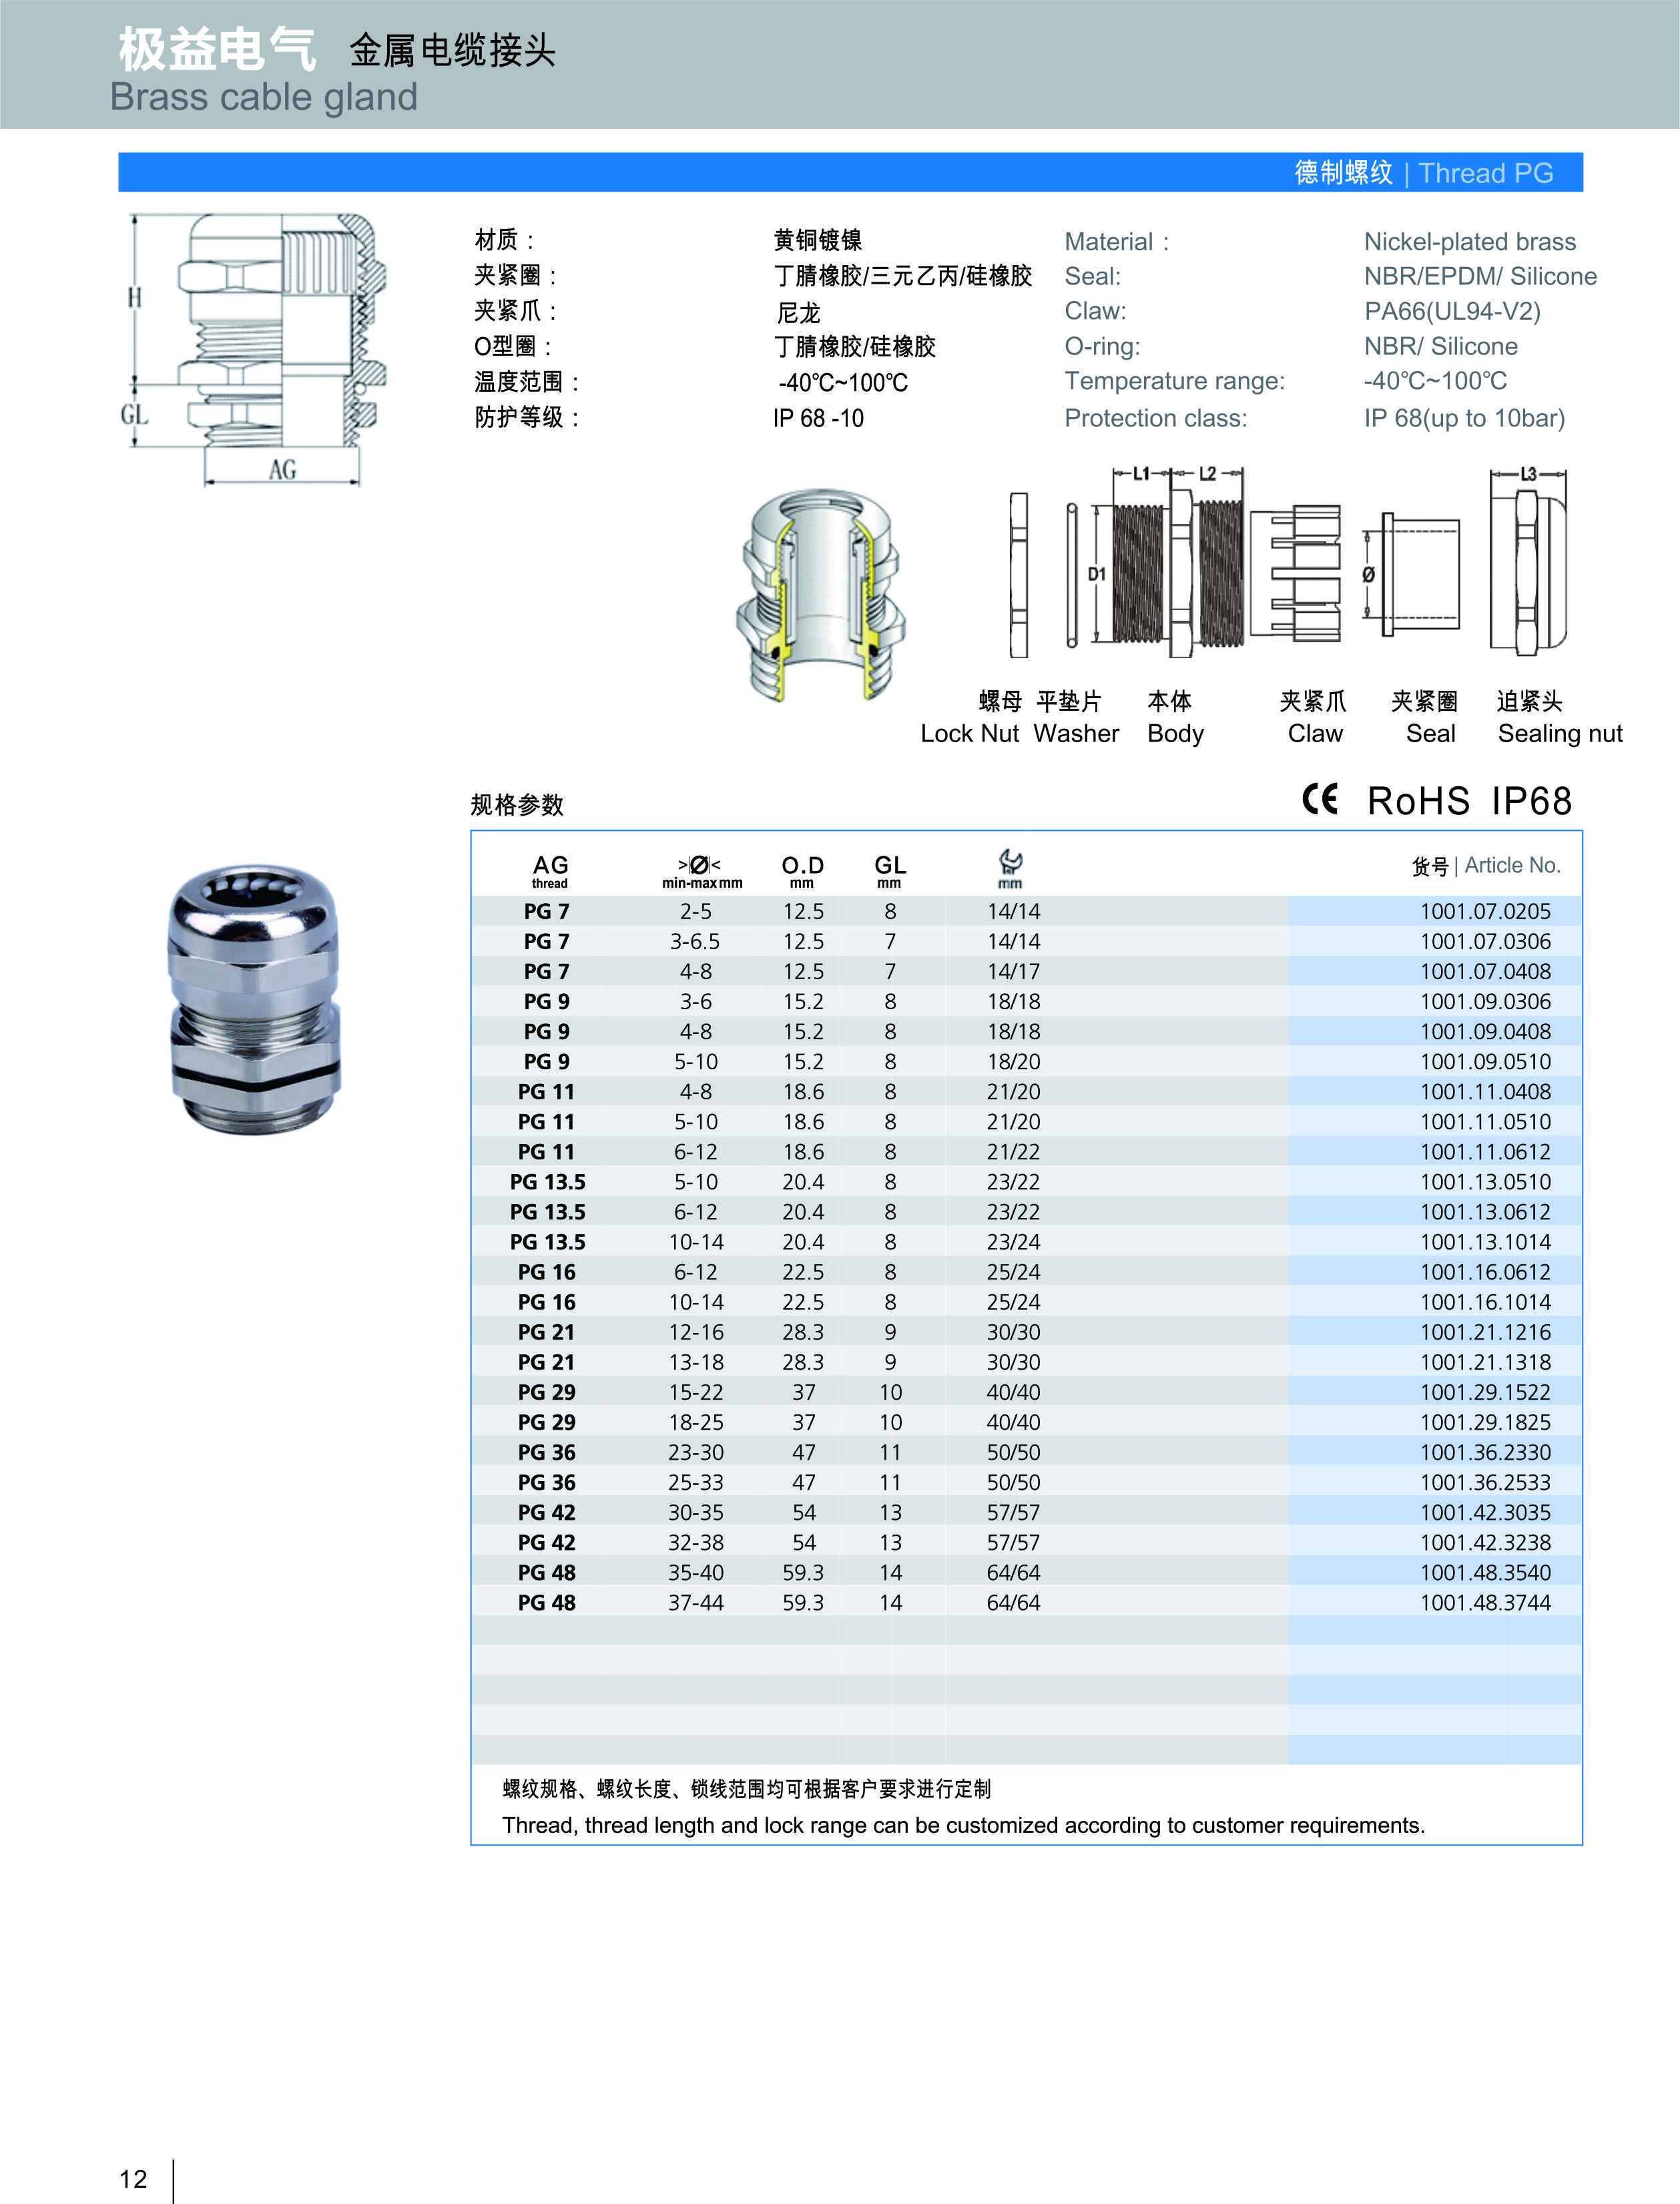 极益电气 金属电缆接头
Brass cable gland
德制螺纹 | Thread PG
材质： 黄铜镀镍 Material： Nickel-plated brass
夹紧圈： 丁腈橡胶/三元乙丙/硅橡胶 Seal: NBR/EPDM/ Silicone
夹紧爪： 尼龙 Claw: PA66(UL94-V2)
O型圈： 丁腈橡胶/硅橡胶 O-ring: NBR/ Silicone
温度范围： -40℃~100℃ Temperature range: -40℃~100℃
防护等级： IP 68 -10 Protection class: IP 68(up to 10bar)
H
GL
AG
L1 L2 L3
D1 Ø
螺母 平垫片 本体 夹紧爪 夹紧圈 迫紧头
Lock Nut Washer Body Claw Seal Sealing nut
规格参数 CE RoHS IP68
AG >|Ø|< O.D GL 货号 | Article No.
thread min-max mm mm mm mm
PG 7 2-5 12.5 8 14/14 1001.07.0205
PG 7 3-6.5 12.5 7 14/14 1001.07.0306
PG 7 4-8 12.5 7 14/17 1001.07.0408
PG 9 3-6 15.2 8 18/18 1001.09.0306
PG 9 4-8 15.2 8 18/18 1001.09.0408
PG 9 5-10 15.2 8 18/20 1001.09.0510
PG 11 4-8 18.6 8 21/20 1001.11.0408
PG 11 5-10 18.6 8 21/20 1001.11.0510
PG 11 6-12 18.6 8 21/22 1001.11.0612
PG 13.5 5-10 20.4 8 23/22 1001.13.0510
PG 13.5 6-12 20.4 8 23/22 1001.13.0612
PG 13.5 10-14 20.4 8 23/24 1001.13.1014
PG 16 6-12 22.5 8 25/24 1001.16.0612
PG 16 10-14 22.5 8 25/24 1001.16.1014
PG 21 12-16 28.3 9 30/30 1001.21.1216
PG 21 13-18 28.3 9 30/30 1001.21.1318
PG 29 15-22 37 10 40/40 1001.29.1522
PG 29 18-25 37 10 40/40 1001.29.1825
PG 36 23-30 47 11 50/50 1001.36.2330
PG 36 25-33 47 11 50/50 1001.36.2533
PG 42 30-35 54 13 57/57 1001.42.3035
PG 42 32-38 54 13 57/57 1001.42.3238
PG 48 35-40 59.3 14 64/64 1001.48.3540
PG 48 37-44 59.3 14 64/64 1001.48.3744
螺纹规格、螺纹长度、锁线范围均可根据客户要求进行定制
Thread, thread length and lock range can be customized according to customer requirements.
12